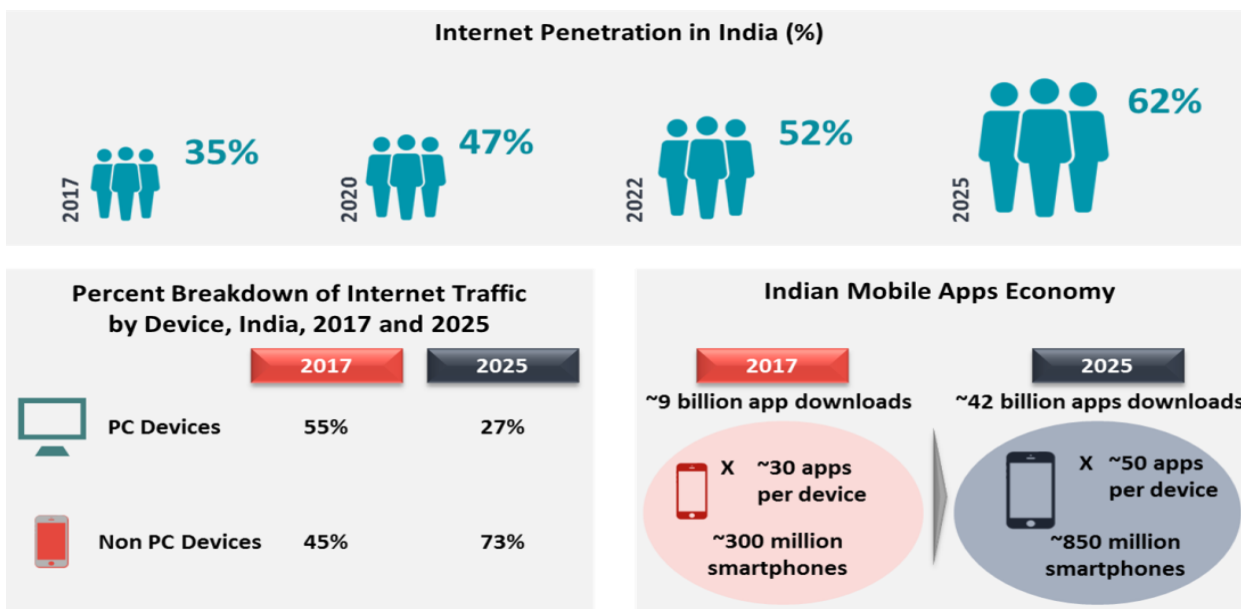 Internet Penetration in India (%)
2017
35%
2020
47%
2022
52%
2025
62%
Percent Breakdown of Internet Traffic
by Device, India, 2017 and 2025
2017 2025
PC Devices 55% 27%
Non PC Devices 45% 73%
Indian Mobile Apps Economy
2017
~9 billion app downloads
X ~30 apps
per device
~300 million
smartphones
2025
~42 billion apps downloads
X ~50 apps
per device
~850 million
smartphones